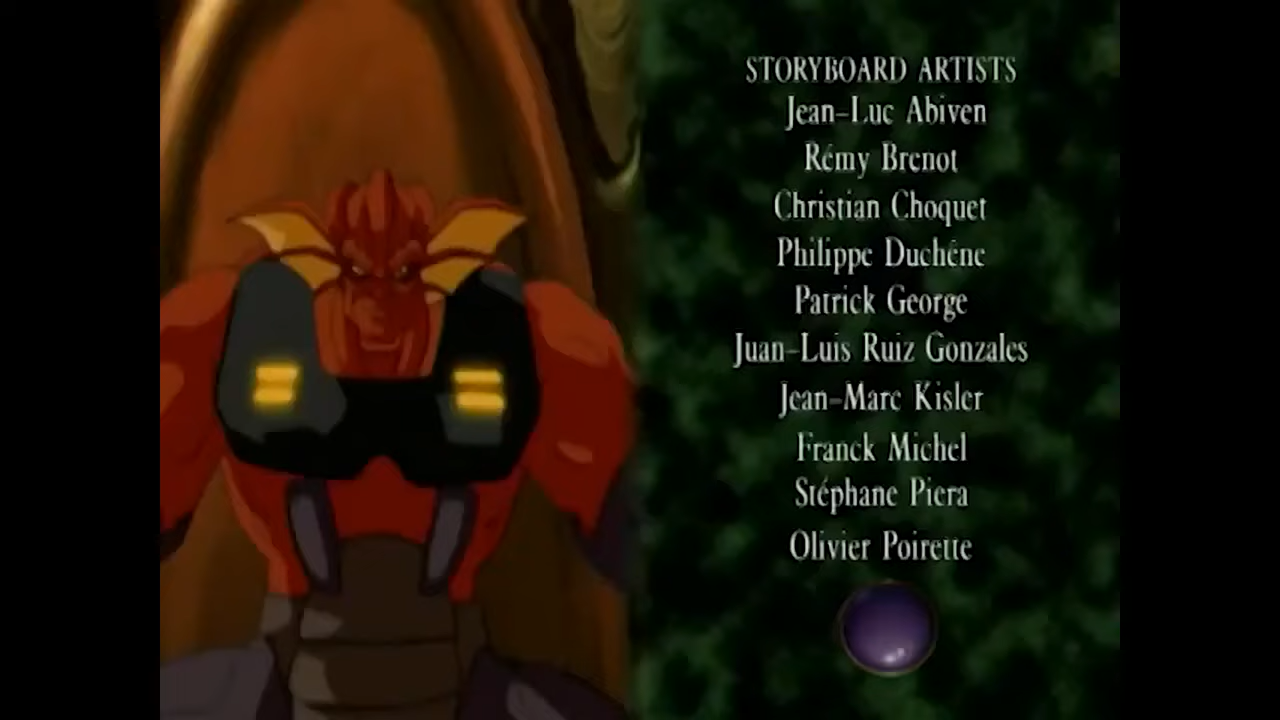 STORYBOARD ARTISTS
Jean-Luc Abiven
Rémy Brenot
Christian Choquet
Philippe Duchéne
Patrick George
Juan-Luis Ruiz Gonzales
Jean-Marc Kisler
Franck Michel
Stéphane Piera
Olivier Poirette